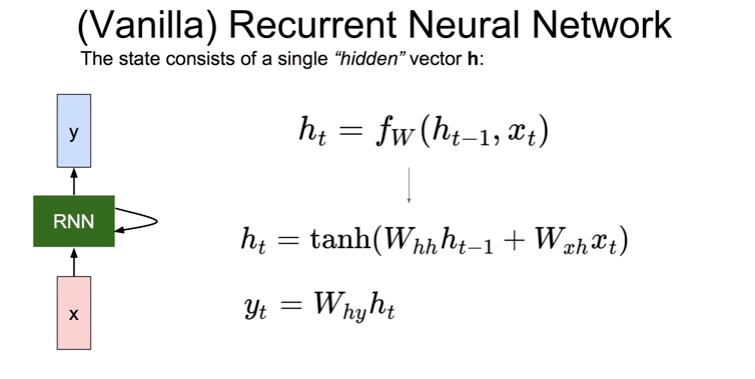 (Vanilla) Recurrent Neural Network
The state consists of a single “hidden” vector h:
y
RNN
x
h_t = f_W(h_{t−1}, x_t)
h_t = tanh(W_{hh}h_{t−1} + W_{xh}x_t)
y_t = W_{hy}h_t